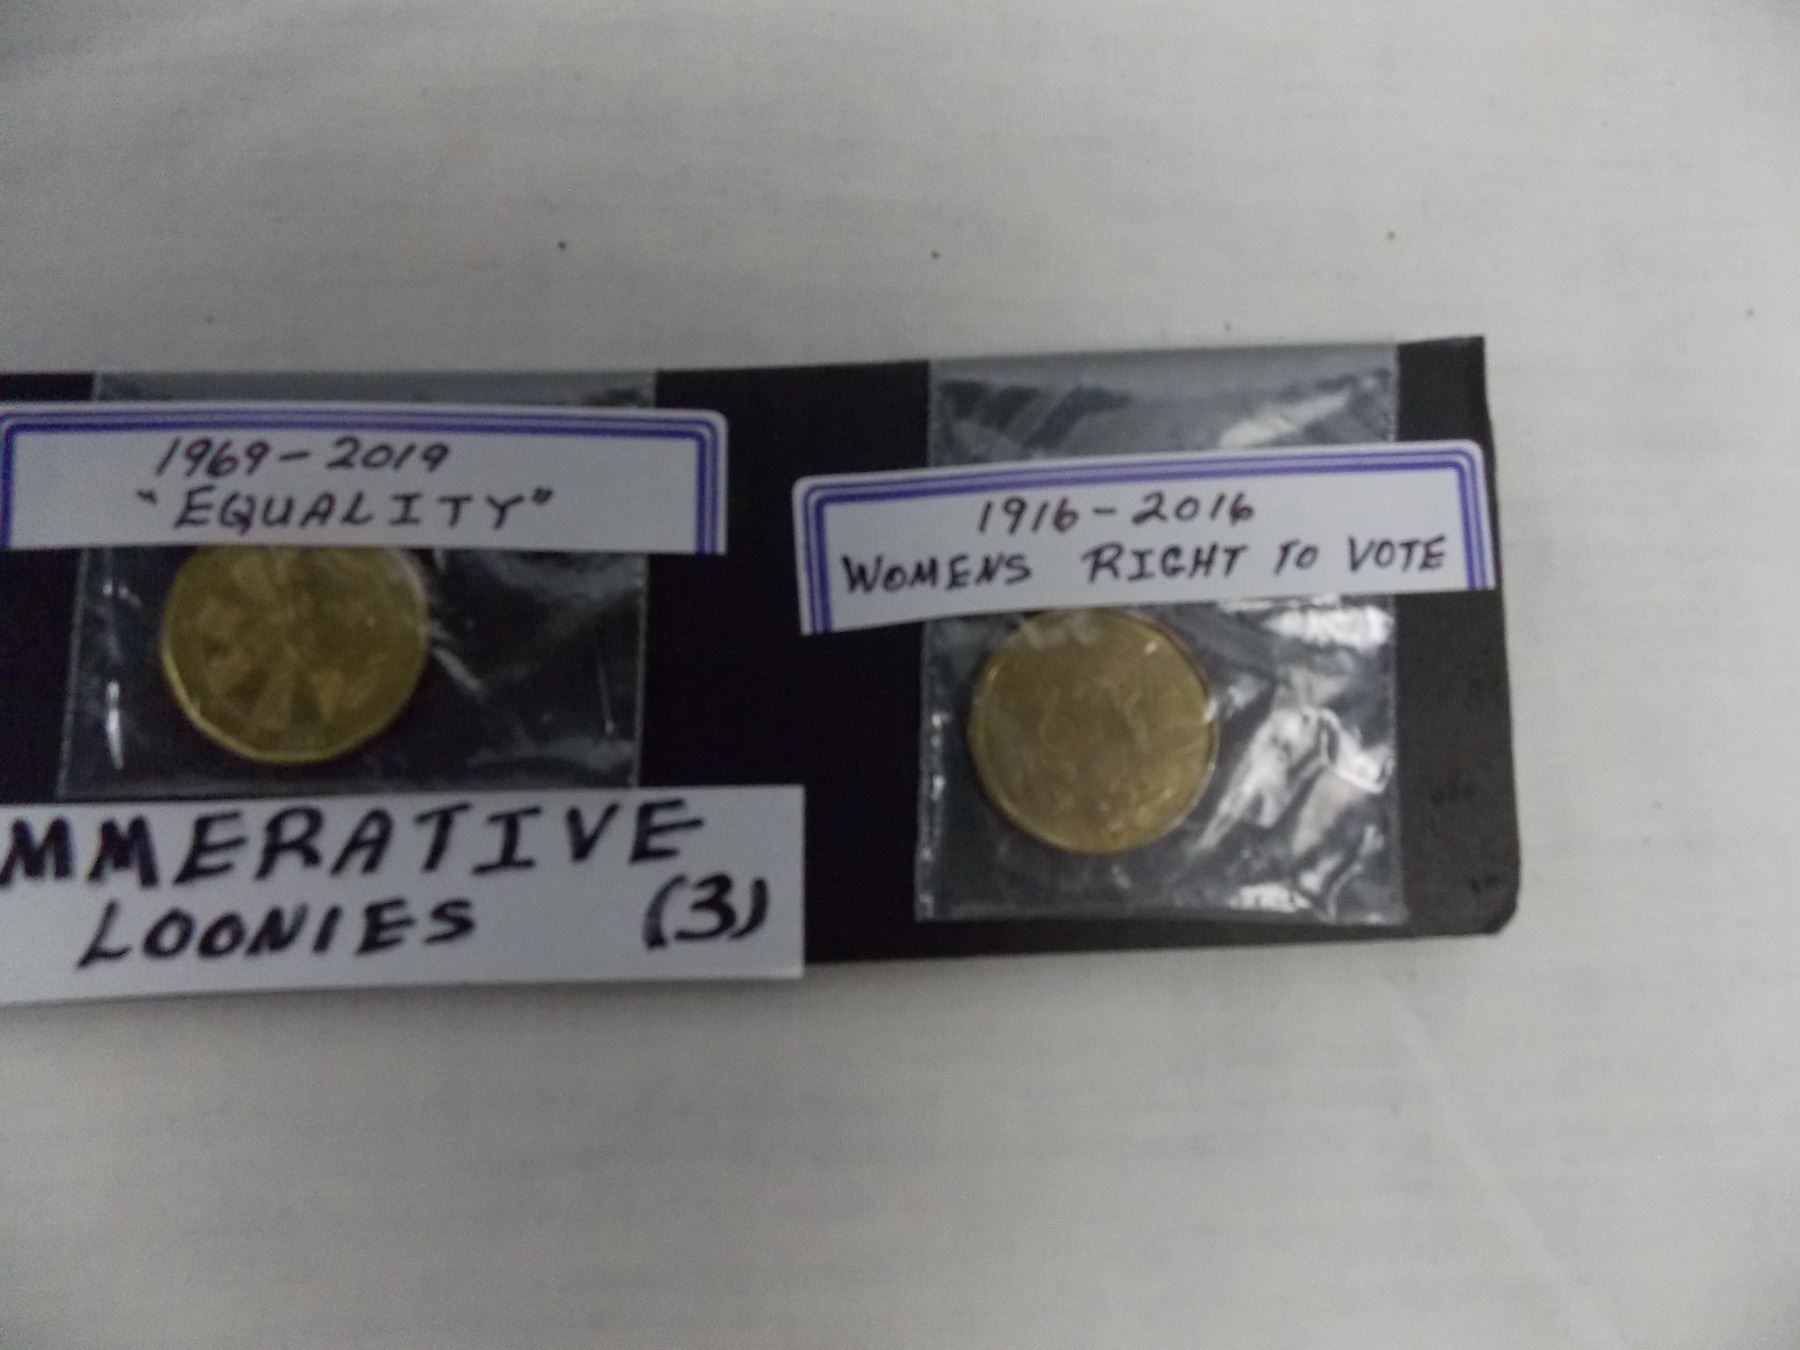 1969-2019
"EQUALITY"
1916-2016
WOMENS RIGHT TO VOTE
MMERATIVE
LOONIES (3)